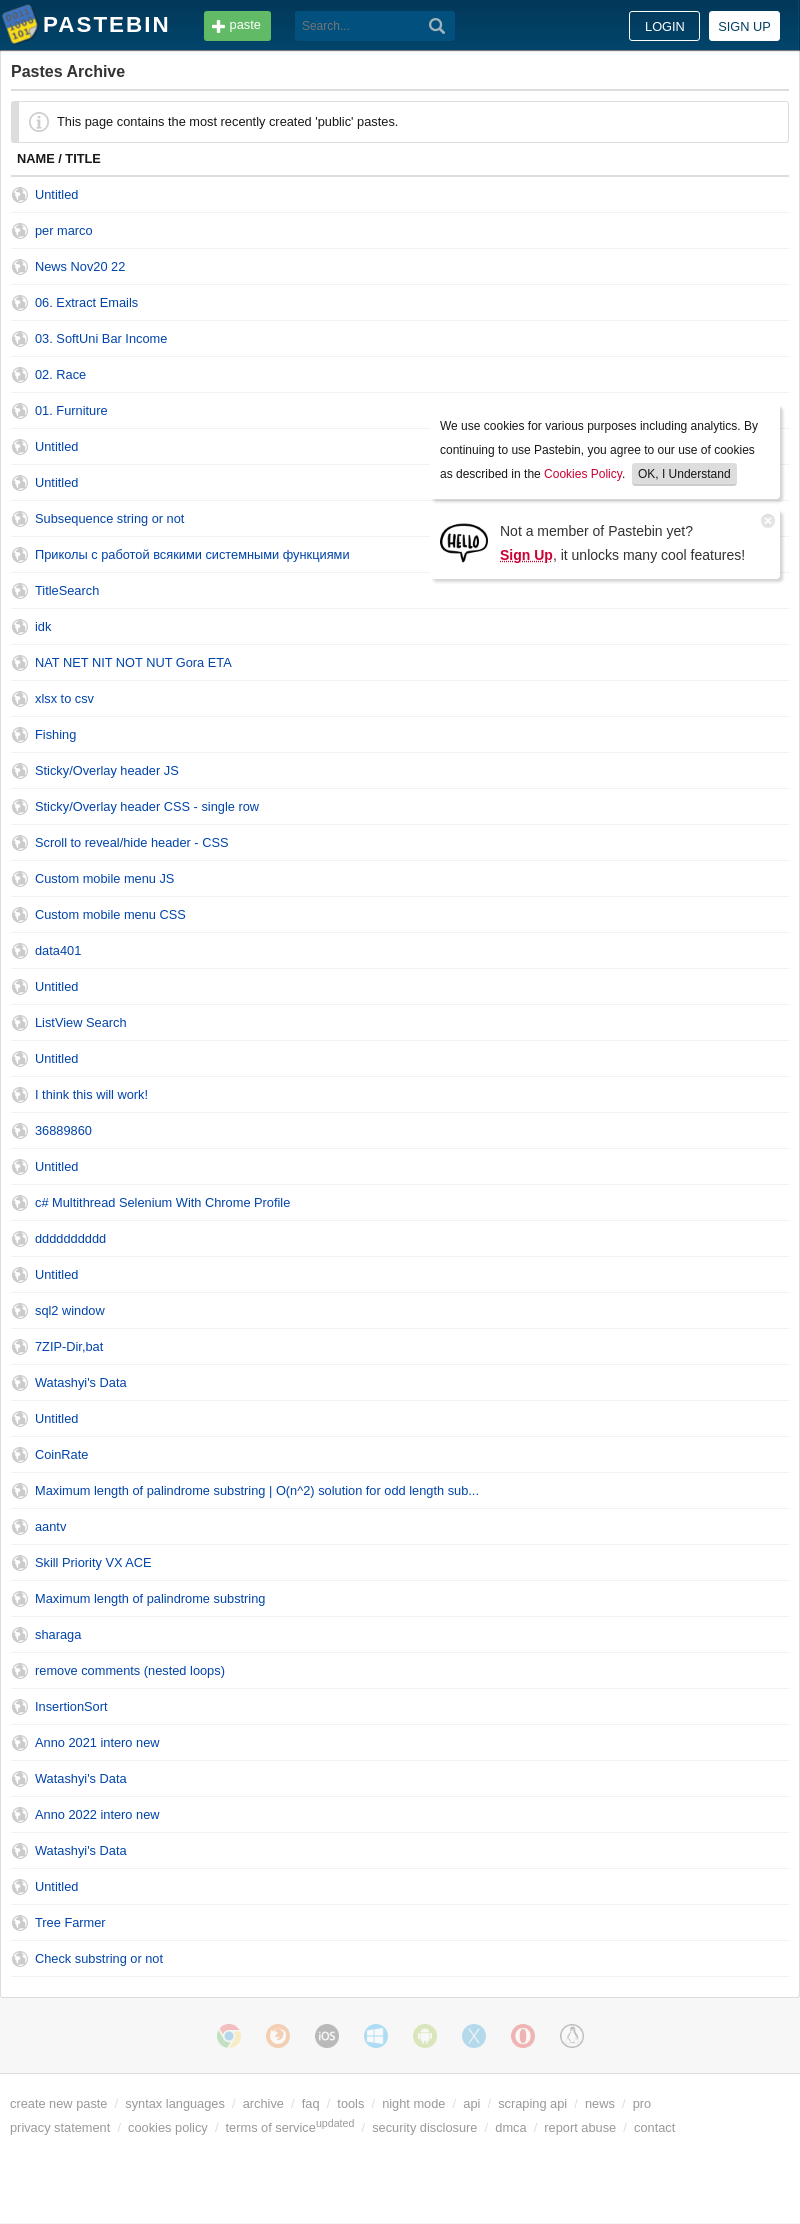 PASTEBIN
paste
Search...
LOGIN
SIGN UP
Pastes Archive
This page contains the most recently created 'public' pastes.
NAME / TITLE
Untitled
per marco
News Nov20 22
06. Extract Emails
03. SoftUni Bar Income
02. Race
01. Furniture
Untitled
Untitled
Subsequence string or not
Приколы с работой всякими системными функциями
TitleSearch
idk
NAT NET NIT NOT NUT Gora ETA
xlsx to csv
Fishing
Sticky/Overlay header JS
Sticky/Overlay header CSS - single row
Scroll to reveal/hide header - CSS
Custom mobile menu JS
Custom mobile menu CSS
data401
Untitled
ListView Search
Untitled
I think this will work!
36889860
Untitled
c# Multithread Selenium With Chrome Profile
dddddddddd
Untitled
sql2 window
7ZIP-Dir,bat
Watashyi's Data
Untitled
CoinRate
Maximum length of palindrome substring | O(n^2) solution for odd length sub...
aantv
Skill Priority VX ACE
Maximum length of palindrome substring
sharaga
remove comments (nested loops)
InsertionSort
Anno 2021 intero new
Watashyi's Data
Anno 2022 intero new
Watashyi's Data
Untitled
Tree Farmer
Check substring or not
We use cookies for various purposes including analytics. By
continuing to use Pastebin, you agree to our use of cookies
as described in the Cookies Policy. OK, I Understand
HELLO
Not a member of Pastebin yet?
Sign Up, it unlocks many cool features!
iOS
create new paste / syntax languages / archive / faq / tools / night mode / api / scraping api / news / pro
privacy statement / cookies policy / terms of service updated / security disclosure / dmca / report abuse / contact